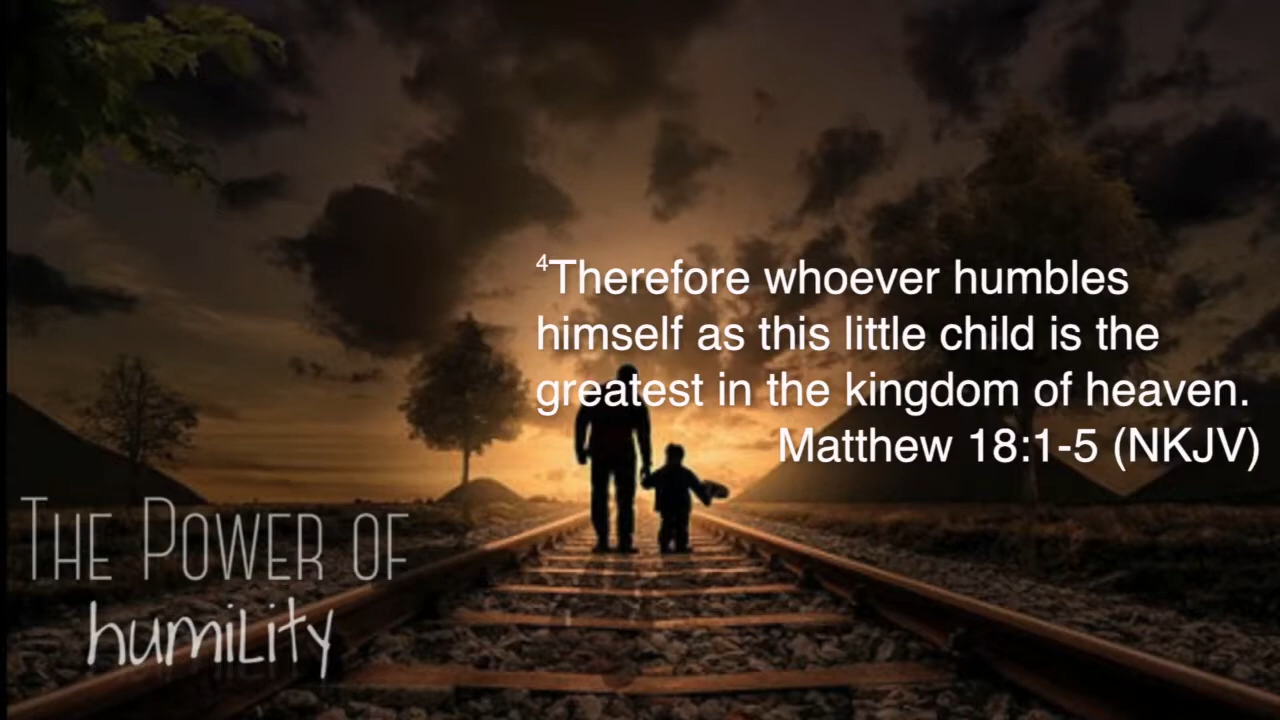 ⁴Therefore whoever humbles
himself as this little child is the
greatest in the kingdom of heaven.
Matthew 18:1-5 (NKJV)
THE POWER OF
humiLity